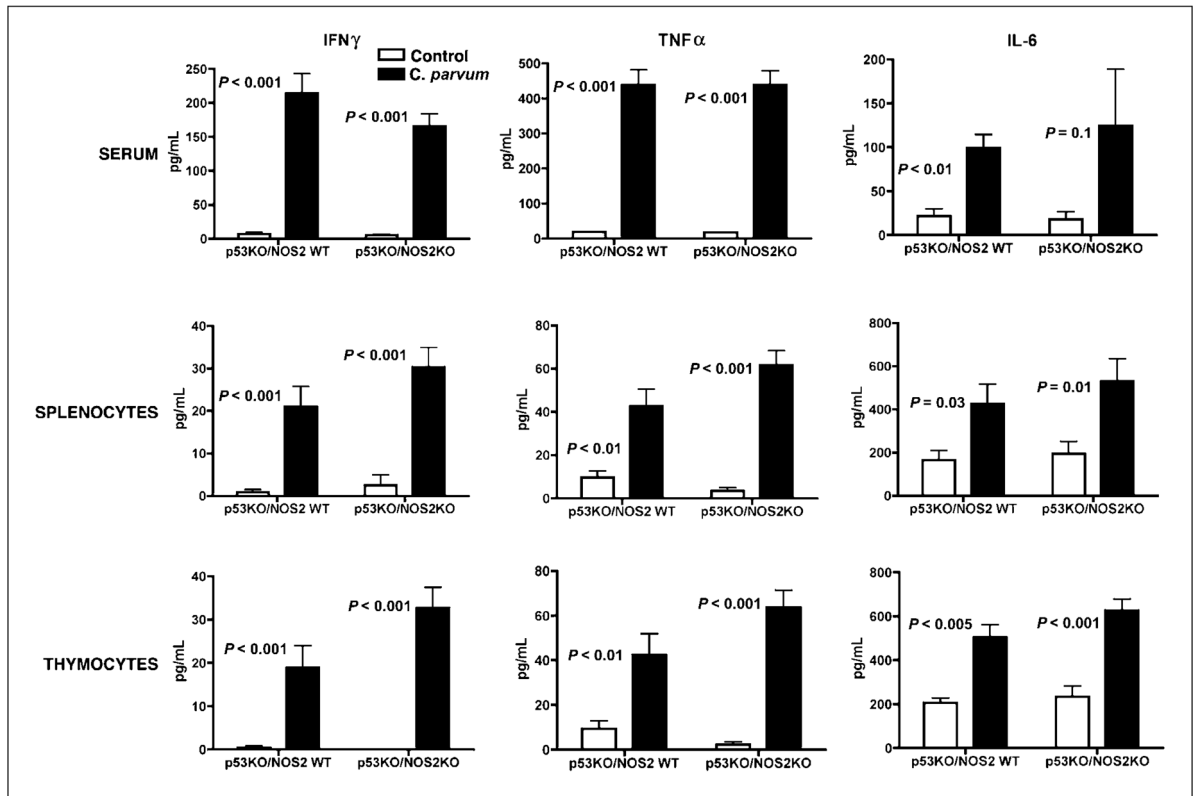 IFNγ
TNFα
IL-6
Control
C. parvum
SERUM
pg/mL
250
200
150
100
50
0
P < 0.001
P < 0.001
p53KO/NOS2 WT
p53KO/NOS2KO
pg/mL
500
400
300
200
100
0
P < 0.001
P < 0.001
p53KO/NOS2 WT
p53KO/NOS2KO
pg/mL
200
150
100
50
0
P < 0.01
P = 0.1
p53KO/NOS2 WT
p53KO/NOS2KO
SPLENOCYTES
pg/mL
40
30
20
10
0
P < 0.001
P < 0.001
p53KO/NOS2 WT
p53KO/NOS2KO
pg/mL
80
60
40
20
0
P < 0.01
P < 0.001
p53KO/NOS2 WT
p53KO/NOS2KO
pg/mL
800
600
400
200
0
P = 0.03
P = 0.01
p53KO/NOS2 WT
p53KO/NOS2KO
THYMOCYTES
pg/mL
40
30
20
10
0
P < 0.001
P < 0.001
p53KO/NOS2 WT
p53KO/NOS2KO
pg/mL
80
60
40
20
0
P < 0.01
P < 0.001
p53KO/NOS2 WT
p53KO/NOS2KO
pg/mL
800
600
400
200
0
P < 0.005
P < 0.001
p53KO/NOS2 WT
p53KO/NOS2KO